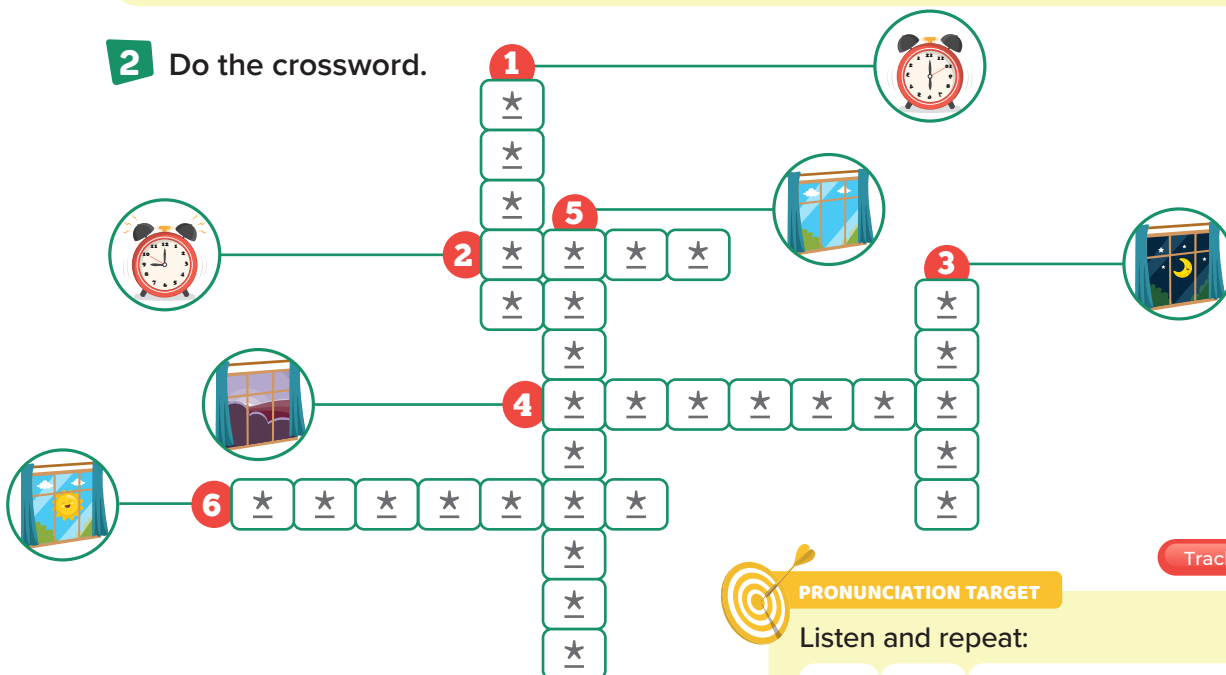 2 Do the crossword.
1
5
2
3
4
6
Trac
PRONUNCIATION TARGET
Listen and repeat: